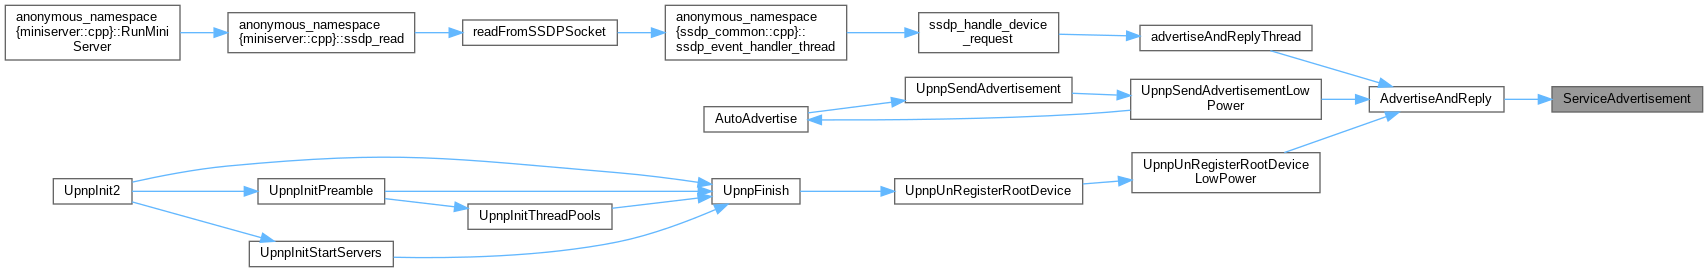 anonymous_namespace
{miniserver::cpp}::RunMini
Server
anonymous_namespace
{miniserver::cpp}::ssdp_read
readFromSSDPSocket
anonymous_namespace
{ssdp_common::cpp}::
ssdp_event_handler_thread
ssdp_handle_device
_request
advertiseAndReplyThread
AutoAdvertise
UpnpSendAdvertisement
UpnpSendAdvertisementLow
Power
AdvertiseAndReply
ServiceAdvertisement
UpnpInit2
UpnpInitPreamble
UpnpInitThreadPools
UpnpInitStartServers
UpnpFinish
UpnpUnRegisterRootDevice
UpnpUnRegisterRootDevice
LowPower